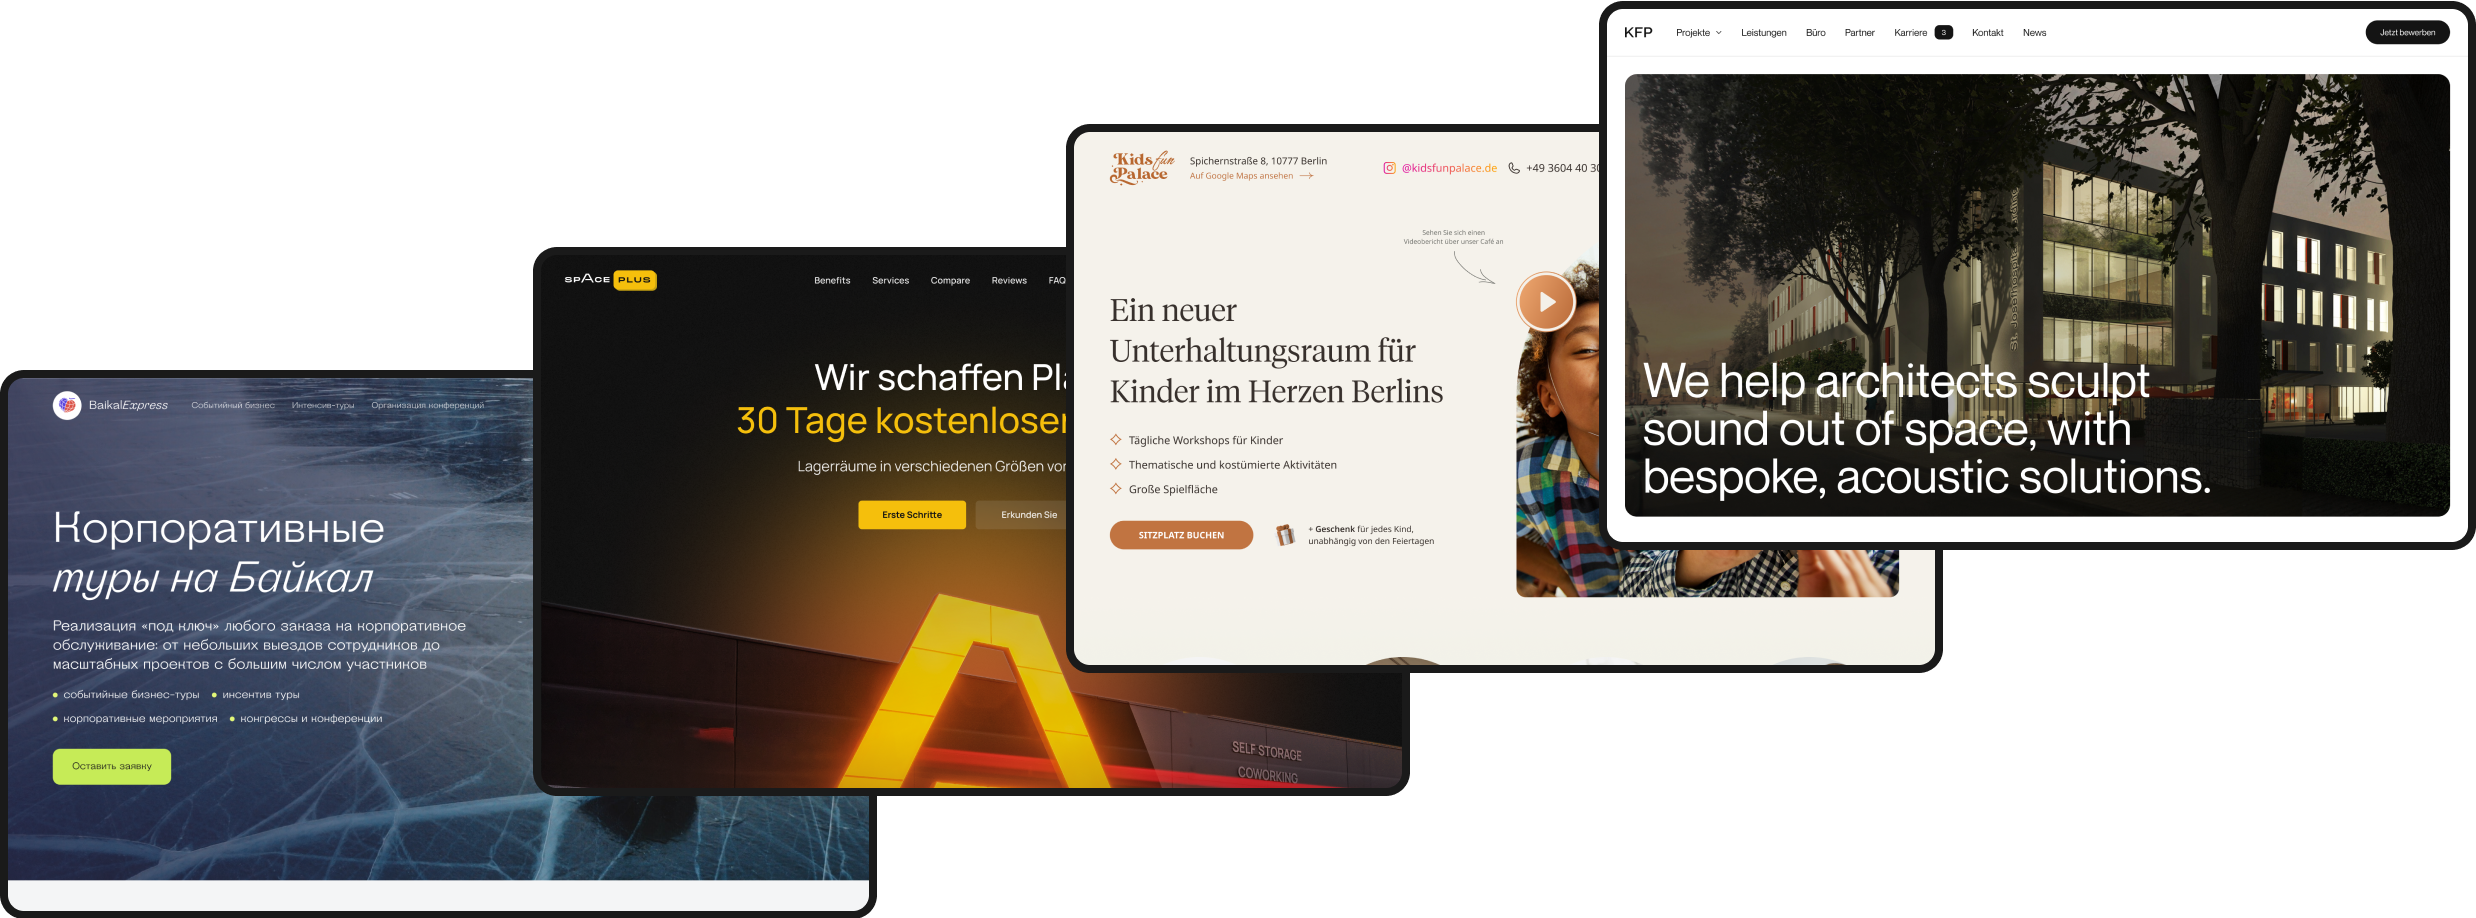 BaikalExpress
Событийный бизнес
Интенсив-туры
Организация конференций
Корпоративные
туры на Байкал
Реализация «под ключ» любого заказа на корпоративное
обслуживание: от небольших выездов сотрудников до
масштабных проектов с большим числом участников
событийные бизнес-туры
инсентив туры
корпоративные мероприятия
конгрессы и конференции
Оставить заявку
SPACE PLUS
Benefits
Services
Compare
Reviews
FAQ
Wir schaffen
30 Tage
Lagerräume in verschiedenen Größen
Erste Schritte
Erkunden Sie
SELF STORAGE
COWORKING
Kids fun
Palace
Spichernstraße 8, 10777 Berlin
Auf Google Maps ansehen
@kidsfunpalace.de
+49 3604 40 30
Sehen Sie sich einen
Videobericht über unser Café an
Ein neuer
Unterhaltungsraum für
Kinder im Herzen Berlins
Tägliche Workshops für Kinder
Thematische und kostümierte Aktivitäten
Große Spielfläche
SITZPLATZ BUCHEN
+ Geschenk für jedes Kind,
unabhängig von den Feiertagen
KFP
Projekte
Leistungen
Büro
Partner
Karriere
3
Kontakt
News
Jetzt bewerben
We help architects sculpt
sound out of space, with
bespoke, acoustic solutions.